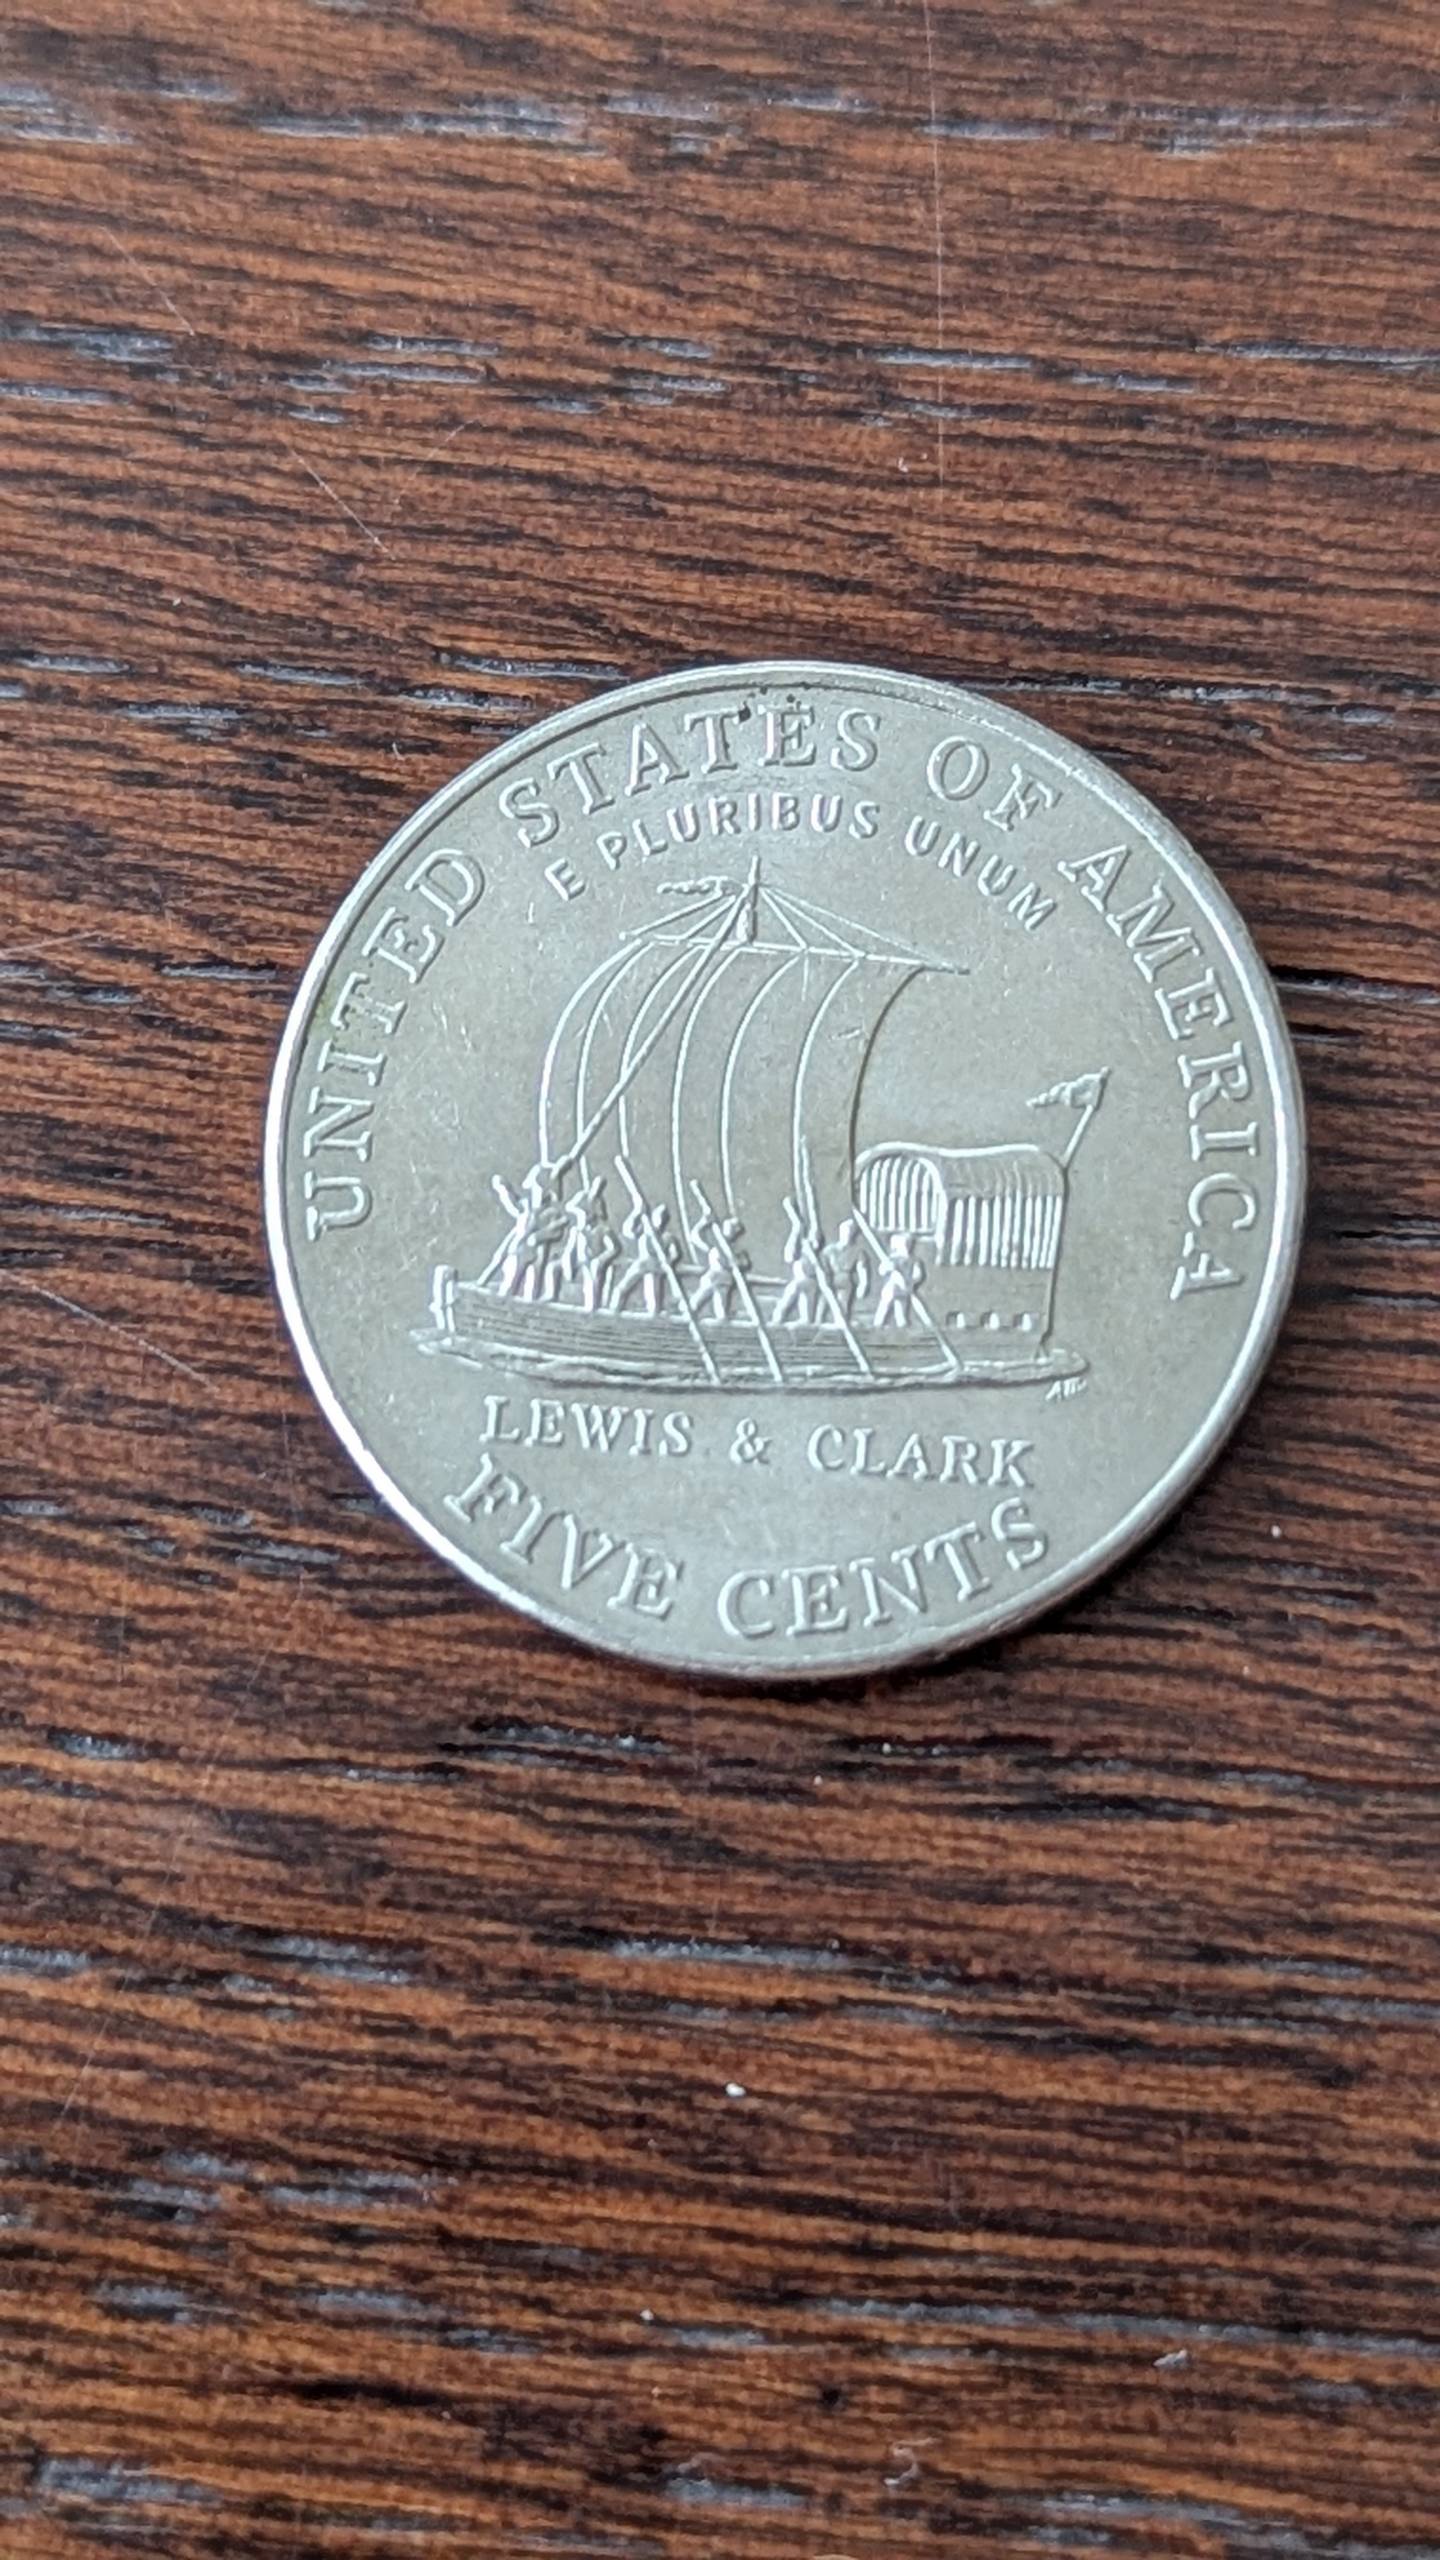 UNITED STATES OF AMERICA
E PLURIBUS UNUM
LEWIS & CLARK
FIVE CENTS